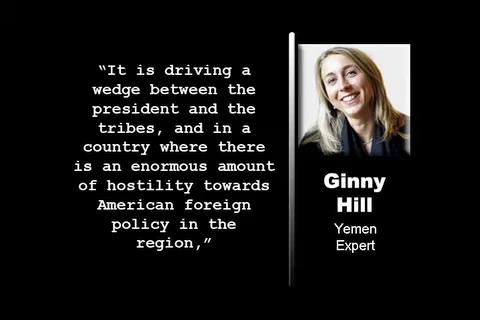 “It is driving a
wedge between the
president and the
tribes, and in a
country where there
is an enormous amount
of hostility towards
American foreign
policy in the
region,”
Ginny
Hill
Yemen
Expert